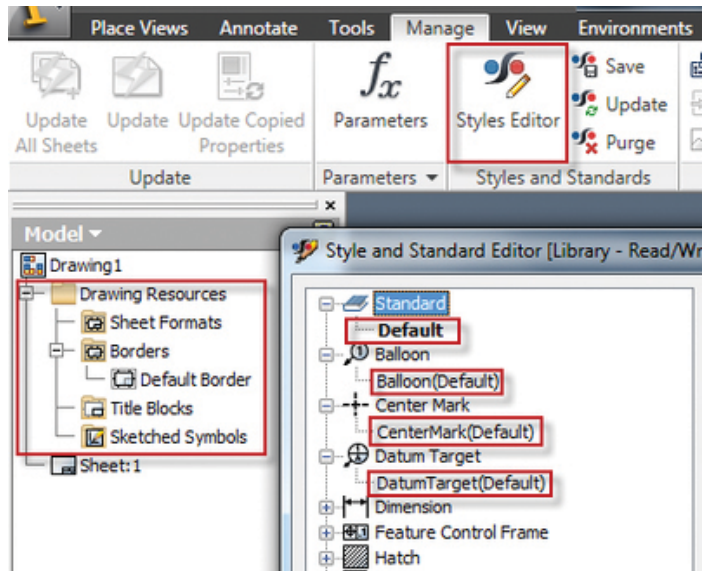 Place Views Annotate Tools Manage View Environments
Update All Sheets
Update
Update Copied Properties
Parameters
Styles Editor
Save
Update
Purge
Update
Parameters
Styles and Standards
Model
Drawing1
Drawing Resources
Sheet Formats
Borders
Default Border
Title Blocks
Sketched Symbols
Sheet:1
Style and Standard Editor [Library - Read/Wr
Standard
Default
Balloon
Balloon(Default)
Center Mark
CenterMark(Default)
Datum Target
DatumTarget(Default)
Dimension
Feature Control Frame
Hatch